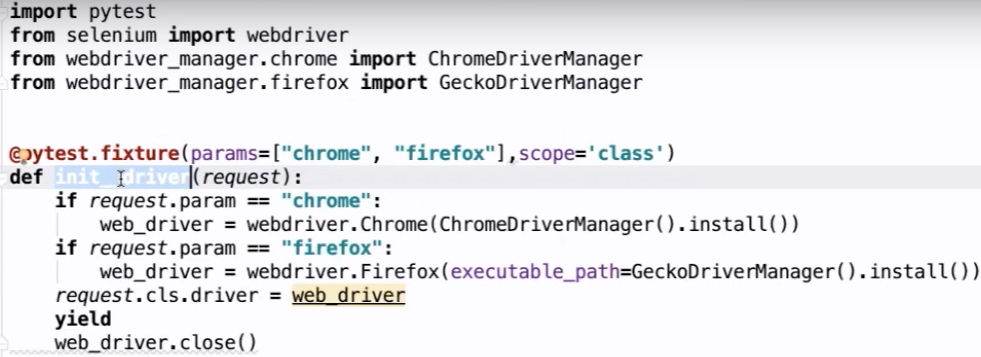 import pytest
from selenium import webdriver
from webdriver_manager.chrome import ChromeDriverManager
from webdriver_manager.firefox import GeckoDriverManager
@pytest.fixture(params=["chrome", "firefox"],scope='class')
def init__driver(request):
if request.param == "chrome":
web_driver = webdriver.Chrome(ChromeDriverManager().install())
if request.param == "firefox":
web_driver = webdriver.Firefox(executable_path=GeckoDriverManager().install())
request.cls.driver = web_driver
yield
web_driver.close()